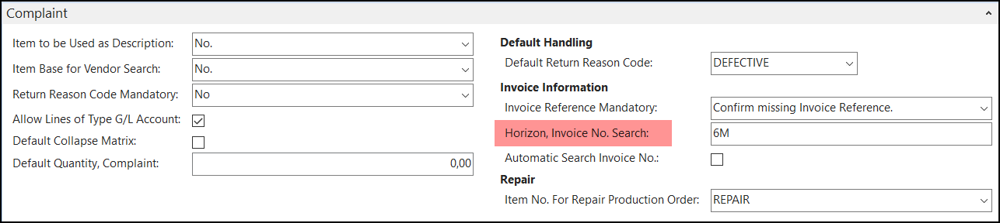 Complaint
Item to be Used as Description: No.
Item Base for Vendor Search: No.
Return Reason Code Mandatory: No
Allow Lines of Type G/L Account:
Default Collapse Matrix:
Default Quantity, Complaint: 0,00
Default Handling
Default Return Reason Code: DEFECTIVE
Invoice Information
Invoice Reference Mandatory: Confirm missing Invoice Reference.
Horizon, Invoice No. Search: 6M
Automatic Search Invoice No.:
Repair
Item No. For Repair Production Order: REPAIR